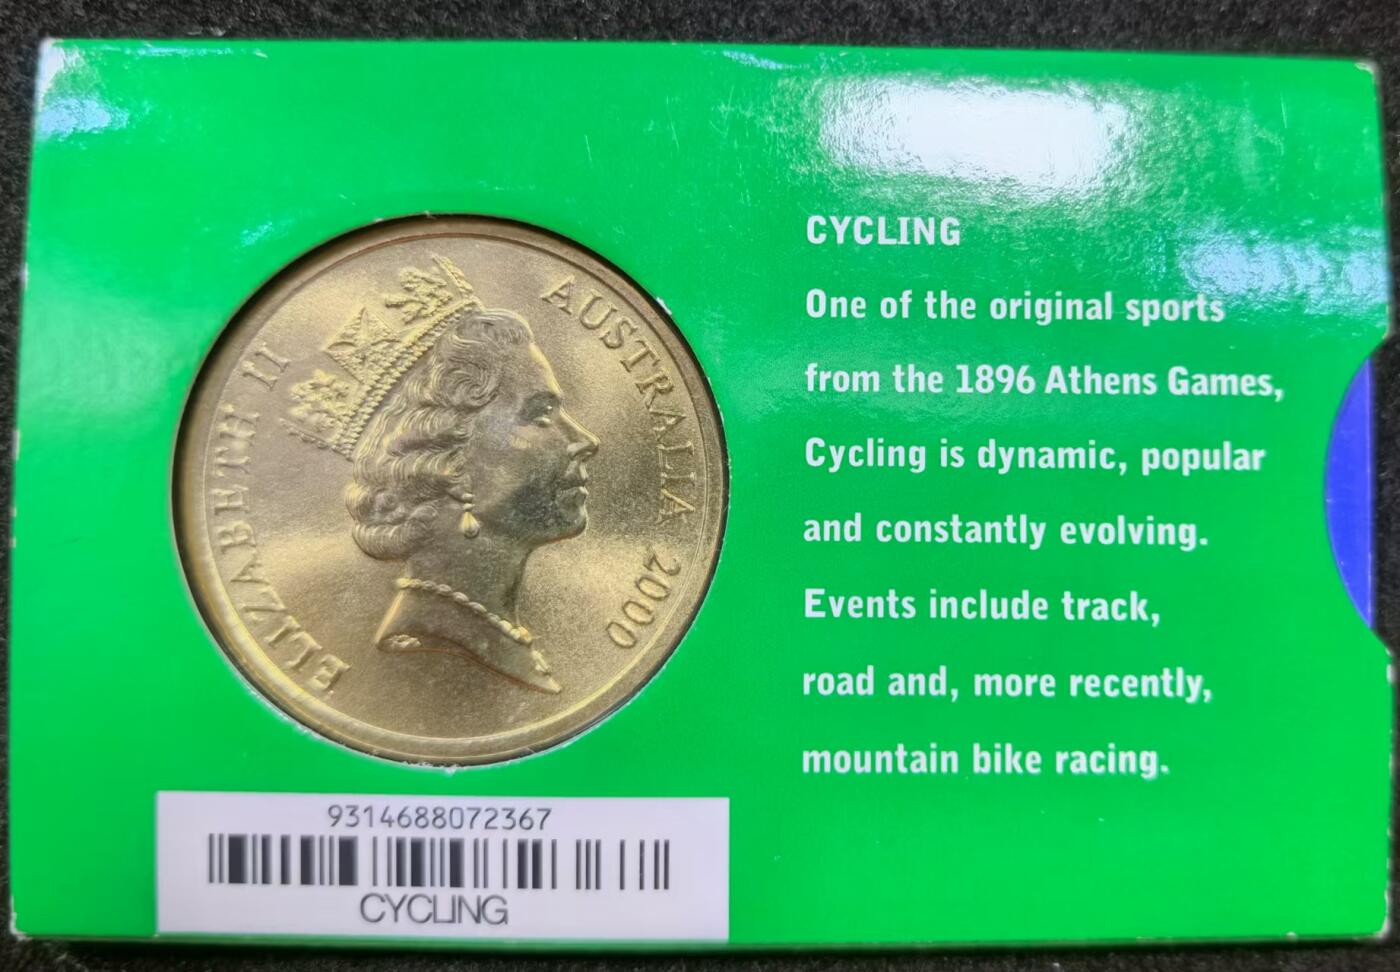 ELIZABETH II
AUSTRALIA 2000
CYCLING
One of the original sports
from the 1896 Athens Games,
Cycling is dynamic, popular
and constantly evolving.
Events include track,
road and, more recently,
mountain bike racing.
9314688072367
CYCLING